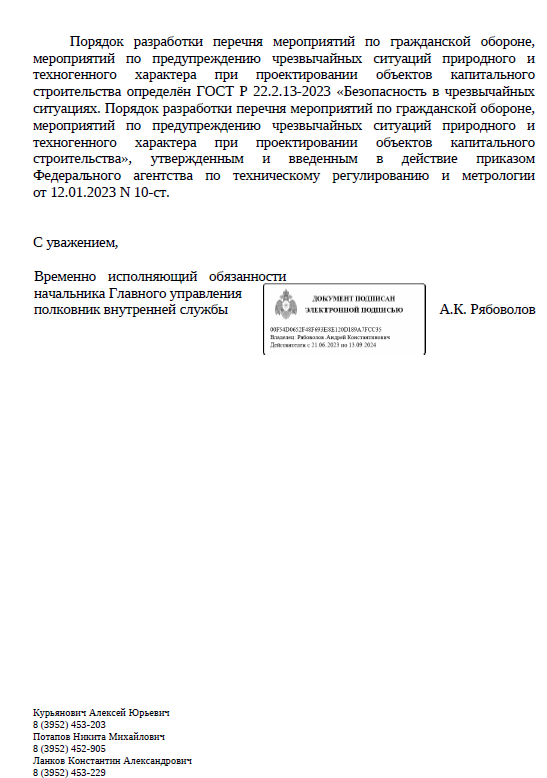 Порядок разработки перечня мероприятий по гражданской обороне,
мероприятий по предупреждению чрезвычайных ситуаций природного и
техногенного характера при проектировании объектов капитального
строительства определён ГОСТ Р 22.2.13-2023 «Безопасность в чрезвычайных
ситуациях. Порядок разработки перечня мероприятий по гражданской обороне,
мероприятий по предупреждению чрезвычайных ситуаций природного и
техногенного характера при проектировании объектов капитального
строительства», утвержденным и введенным в действие приказом
Федерального агентства по техническому регулированию и метрологии
от 12.01.2023 N 10-ст.
С уважением,
Временно исполняющий обязанности
начальника Главного управления
полковник внутренней службы
ДОКУМЕНТ ПОДПИСАН
ЭЛЕКТРОННОЙ ПОДПИСЬЮ
Владелец Рябоволов Андрей Константинович
Действителен с 21.06.2023 по 13.09.2024
А.К. Рябоволов
Курьянович Алексей Юрьевич
8 (3952) 453-203
Потапов Никита Михайлович
8 (3952) 452-905
Ланков Константин Александрович
8 (3952) 453-229